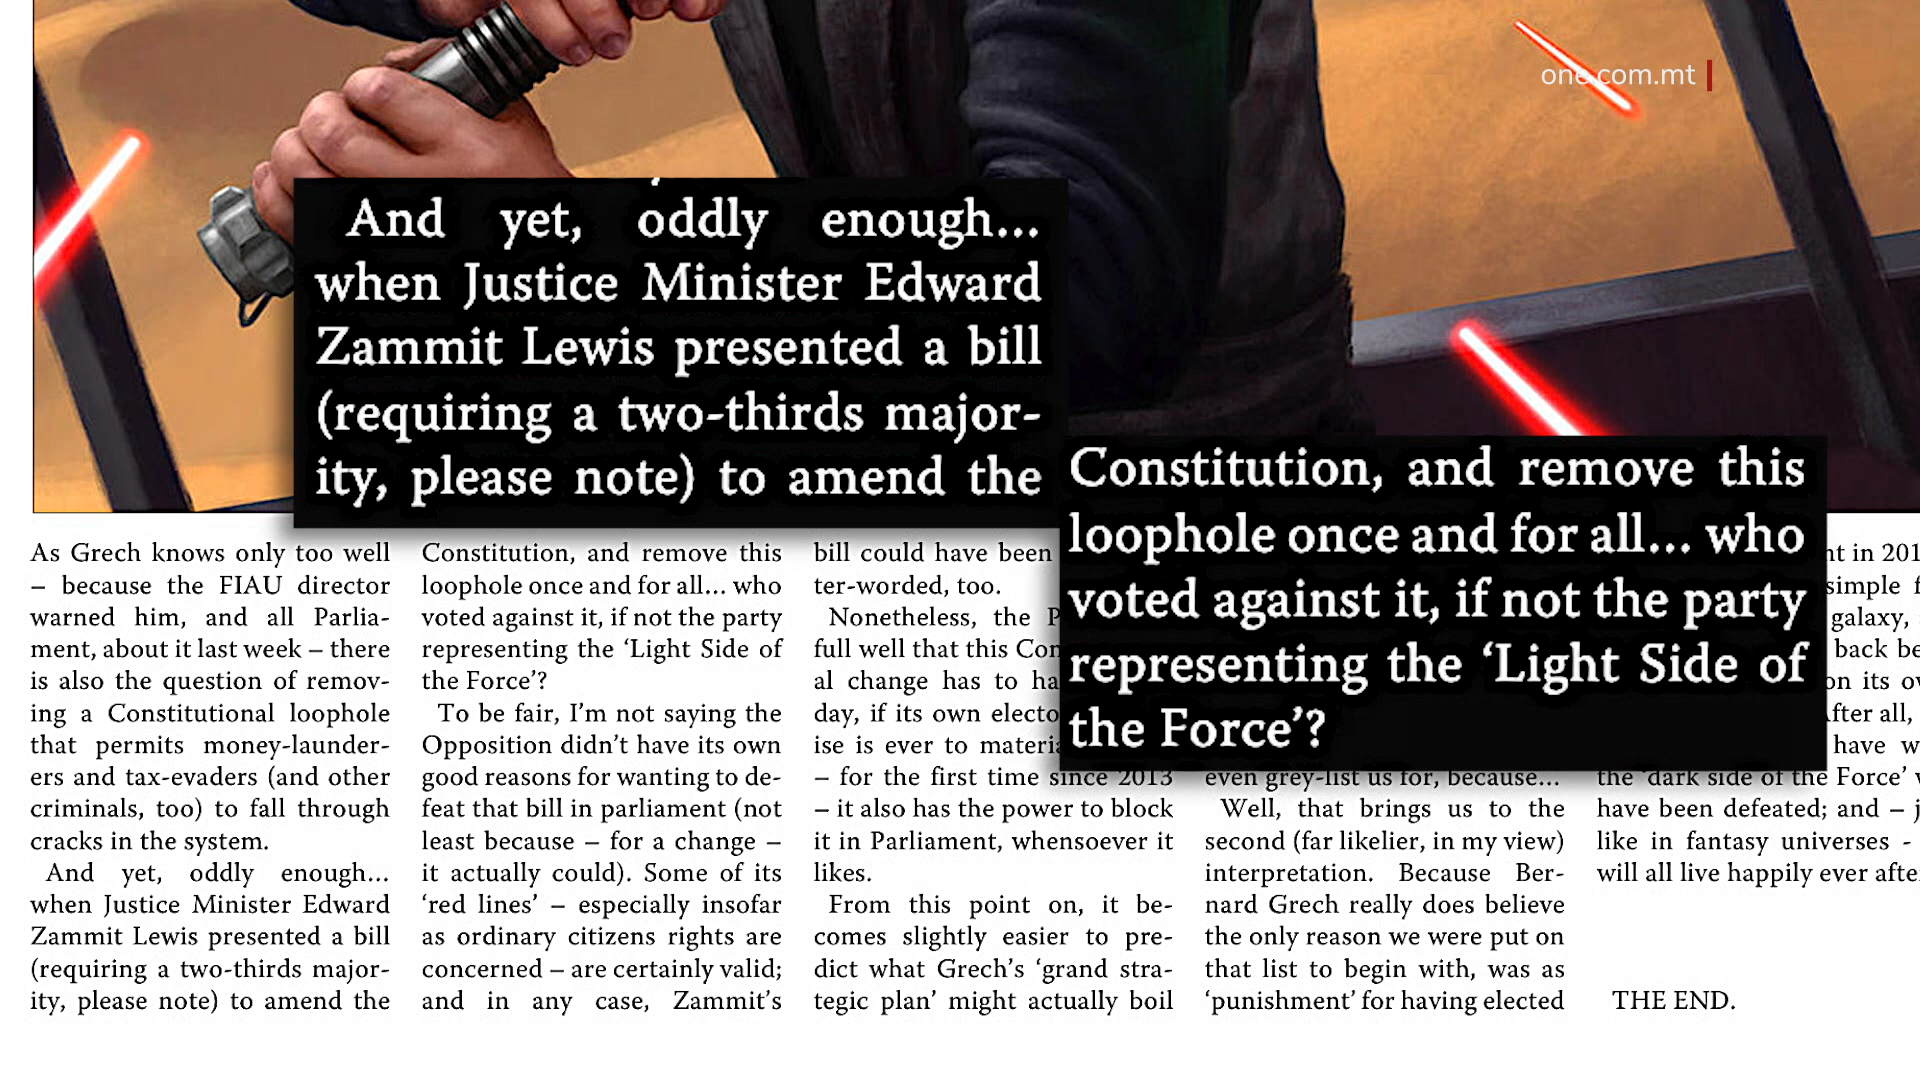 one.com.mt
And yet, oddly enough...
when Justice Minister Edward
Zammit Lewis presented a bill
(requiring a two-thirds major-
ity, please note) to amend the
Constitution, and remove this
loophole once and for all... who
voted against it, if not the party
representing the ‘Light Side of
the Force’?
As Grech knows only too well
– because the FIAU director
warned him, and all Parlia-
ment, about it last week – there
is also the question of remov-
ing a Constitutional loophole
that permits money-launder-
ers and tax-evaders (and other
criminals, too) to fall through
cracks in the system.
And yet, oddly enough...
when Justice Minister Edward
Zammit Lewis presented a bill
(requiring a two-thirds major-
ity, please note) to amend the
Constitution, and remove this
loophole once and for all... who
voted against it, if not the party
representing the ‘Light Side of
the Force’?
To be fair, I’m not saying the
Opposition didn’t have its own
good reasons for wanting to de-
feat that bill in parliament (not
least because – for a change –
it actually could). Some of its
‘red lines’ – especially insofar
as ordinary citizens rights are
concerned – are certainly valid;
and in any case, Zammit’s
bill could have been
ter-worded, too.
Nonetheless, the
full well that this
al change has to
day, if its own
ise is ever to
– for the first time since 2013
– it also has the power to block
it in Parliament, whensoever it
likes.
From this point on, it be-
comes slightly easier to pre-
dict what Grech’s ‘grand stra-
tegic plan’ might actually boil
even grey-list us for, because...
Well, that brings us to the
second (far likelier, in my view)
interpretation. Because Ber-
nard Grech really does believe
the only reason we were put on
that list to begin with, was as
‘punishment’ for having elected
in
simple
galaxy,
back
on its
all,
have
the ‘dark side of the Force’
have been defeated; and –
like in fantasy universes -
will all live happily ever
THE END.